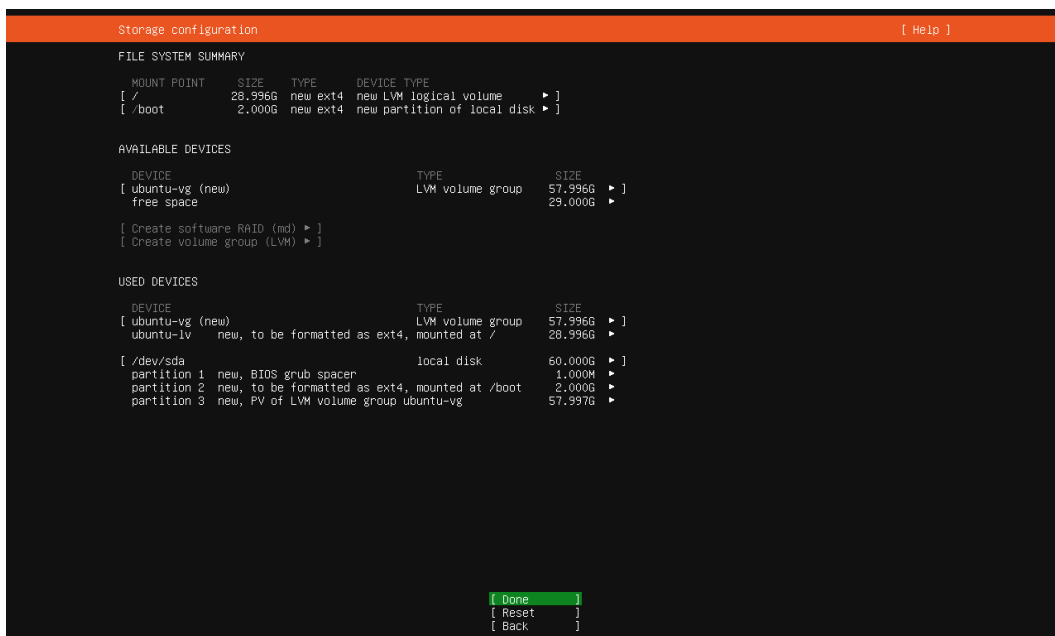 Storage configuration [ Help ]
FILE SYSTEM SUMMARY
MOUNT POINT SIZE TYPE DEVICE TYPE
[ / 28.996G new ext4 new LVM logical volume ▸ ]
[ /boot 2.000G new ext4 new partition of local disk ▸ ]
AVAILABLE DEVICES
DEVICE TYPE SIZE
[ ubuntu-vg (new) LVM volume group 57.996G ▸ ]
free space 29.000G ▸
[ Create software RAID (md) ▸ ]
[ Create volume group (LVM) ▸ ]
USED DEVICES
DEVICE TYPE SIZE
[ ubuntu-vg (new) LVM volume group 57.996G ▸ ]
ubuntu-lv new, to be formatted as ext4, mounted at / 28.996G ▸
[ /dev/sda local disk 60.000G ▸ ]
partition 1 new, BIOS grub spacer 1.000M ▸
partition 2 new, to be formatted as ext4, mounted at /boot 2.000G ▸
partition 3 new, PV of LVM volume group ubuntu-vg 57.997G ▸
[ Done ]
[ Reset ]
[ Back ]